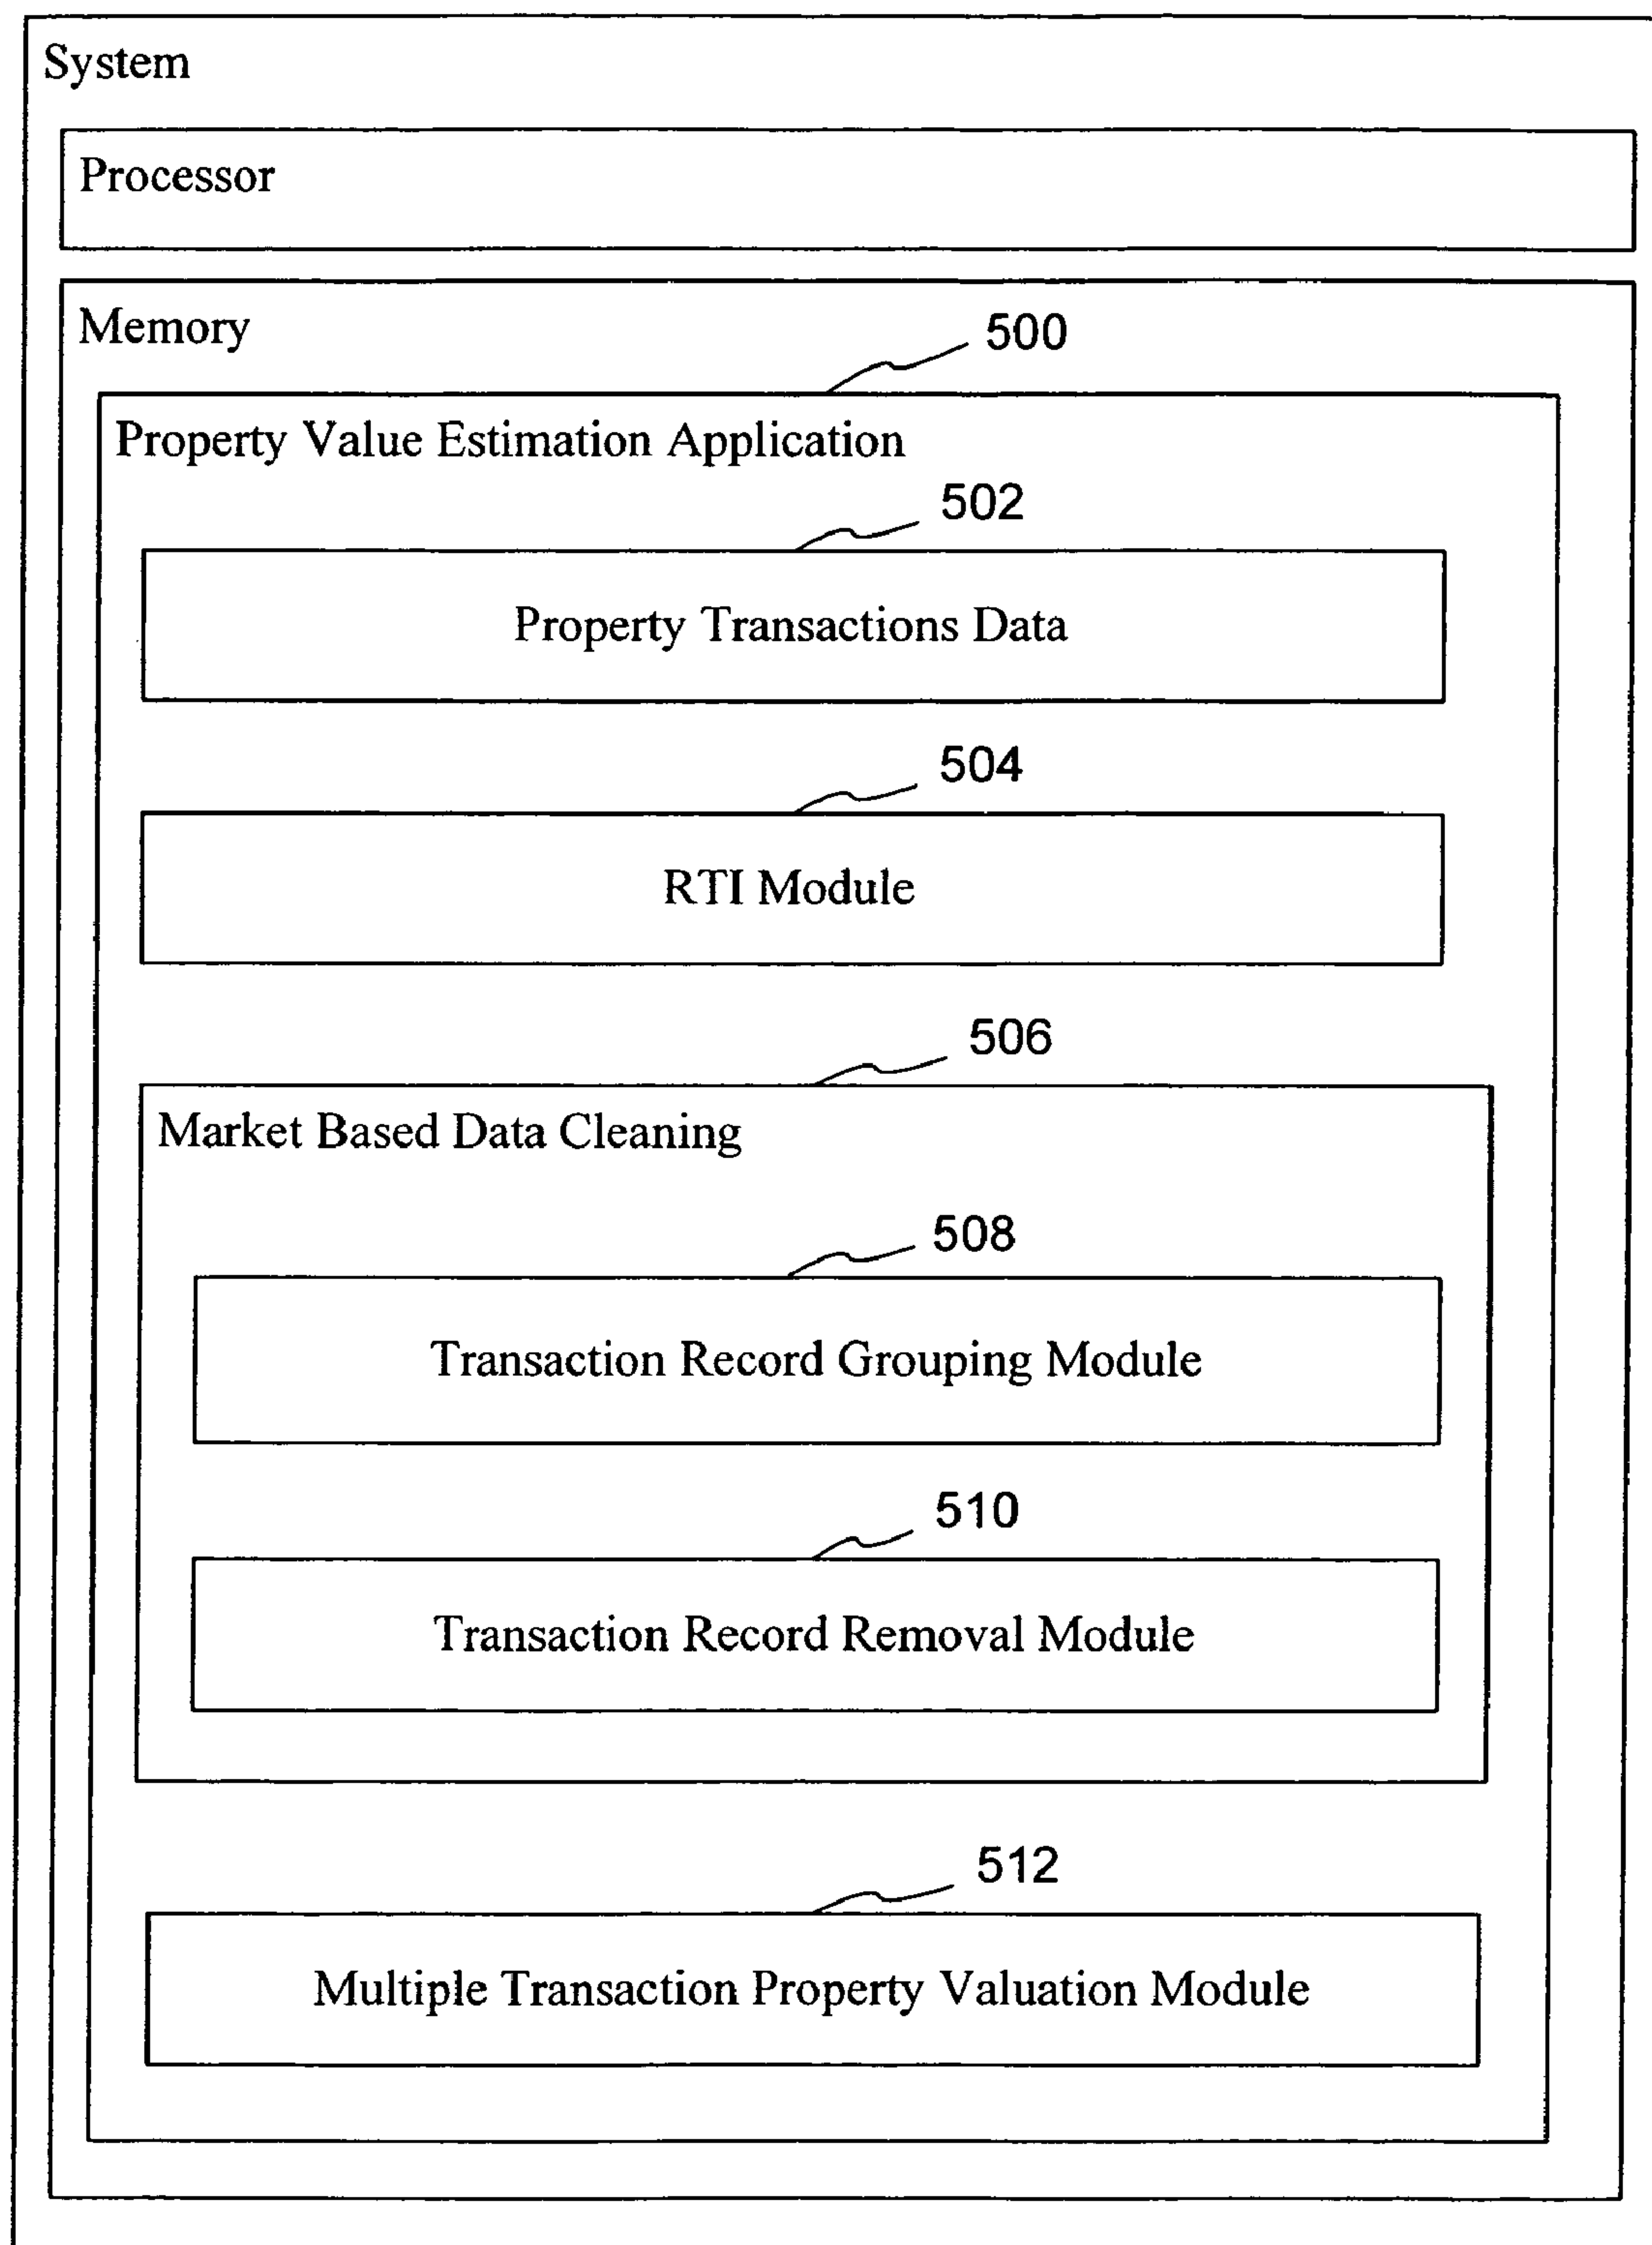 System
Processor
Memory
500
Property Value Estimation Application
502
Property Transactions Data
504
RTI Module
506
Market Based Data Cleaning
508
Transaction Record Grouping Module
510
Transaction Record Removal Module
512
Multiple Transaction Property Valuation Module